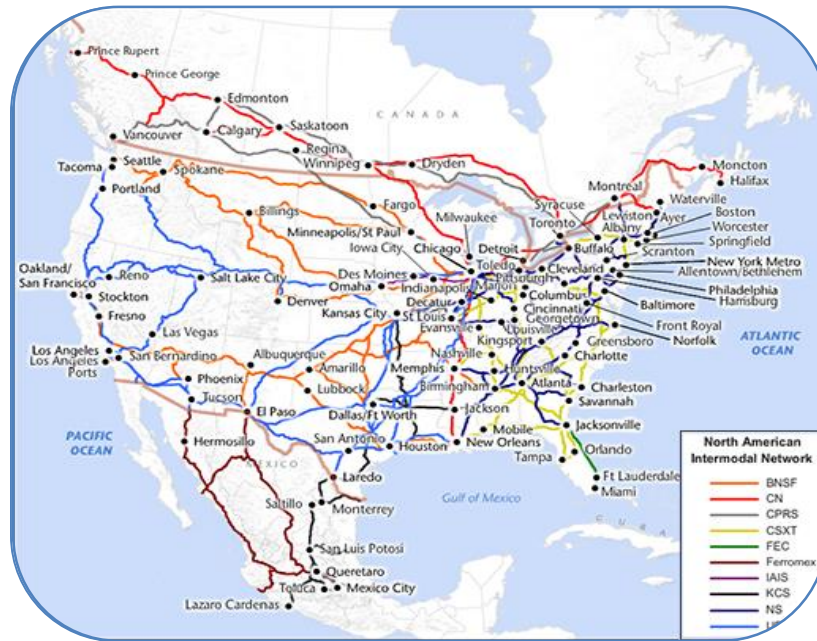 Prince Rupert
Prince George
Edmonton
CANADA
Vancouver
Calgary
Saskatoon
Regina
Seattle
Tacoma
Spokane
Winnipeg
Dryden
Moncton
Halifax
Montreal
Portland
Syracuse
Waterville
Billings
Fargo
Milwaukee
Toronto
Lewiston
Albany
Ayer
Boston
Minneapolis/St Paul
Worcester
Iowa City
Chicago
Detroit
Buffalo
Springfield
Toledo
Scranton
Oakland/
San Francisco
Reno
Salt Lake City
Des Moines
Omaha
Indianapolis
Marion
Pittsburgh
Cleveland
New York Metro
Allentown/Bethlehem
Stockton
Denver
Decatur
Columbus
Philadelphia
Harrisburg
Fresno
Kansas City
St Louis
Cincinnati
Georgetown
Baltimore
Las Vegas
Evansville
Louisville
Front Royal
Kingsport
Greensboro
Norfolk
ATLANTIC
OCEAN
Los Angeles
Los Angeles
Ports
San Bernardino
Albuquerque
Amarillo
Nashville
Memphis
Huntsville
Charlotte
Phoenix
Lubbock
Birmingham
Atlanta
Charleston
Tucson
Savannah
El Paso
Dallas/Ft Worth
Jackson
Jacksonville
PACIFIC
OCEAN
Hermosillo
San Antonio
Houston
Mobile
New Orleans
Orlando
Tampa
MEXICO
Laredo
Gulf of Mexico
Ft Lauderdale
Miami
Saltillo
Monterrey
CUBA
San Luis Potosi
Queretaro
Toluca
Mexico City
Lazaro Cardenas
North American
Intermodal Network
BNSF
CN
CPRS
CSXT
FEC
Ferromex
IAIS
KCS
NS